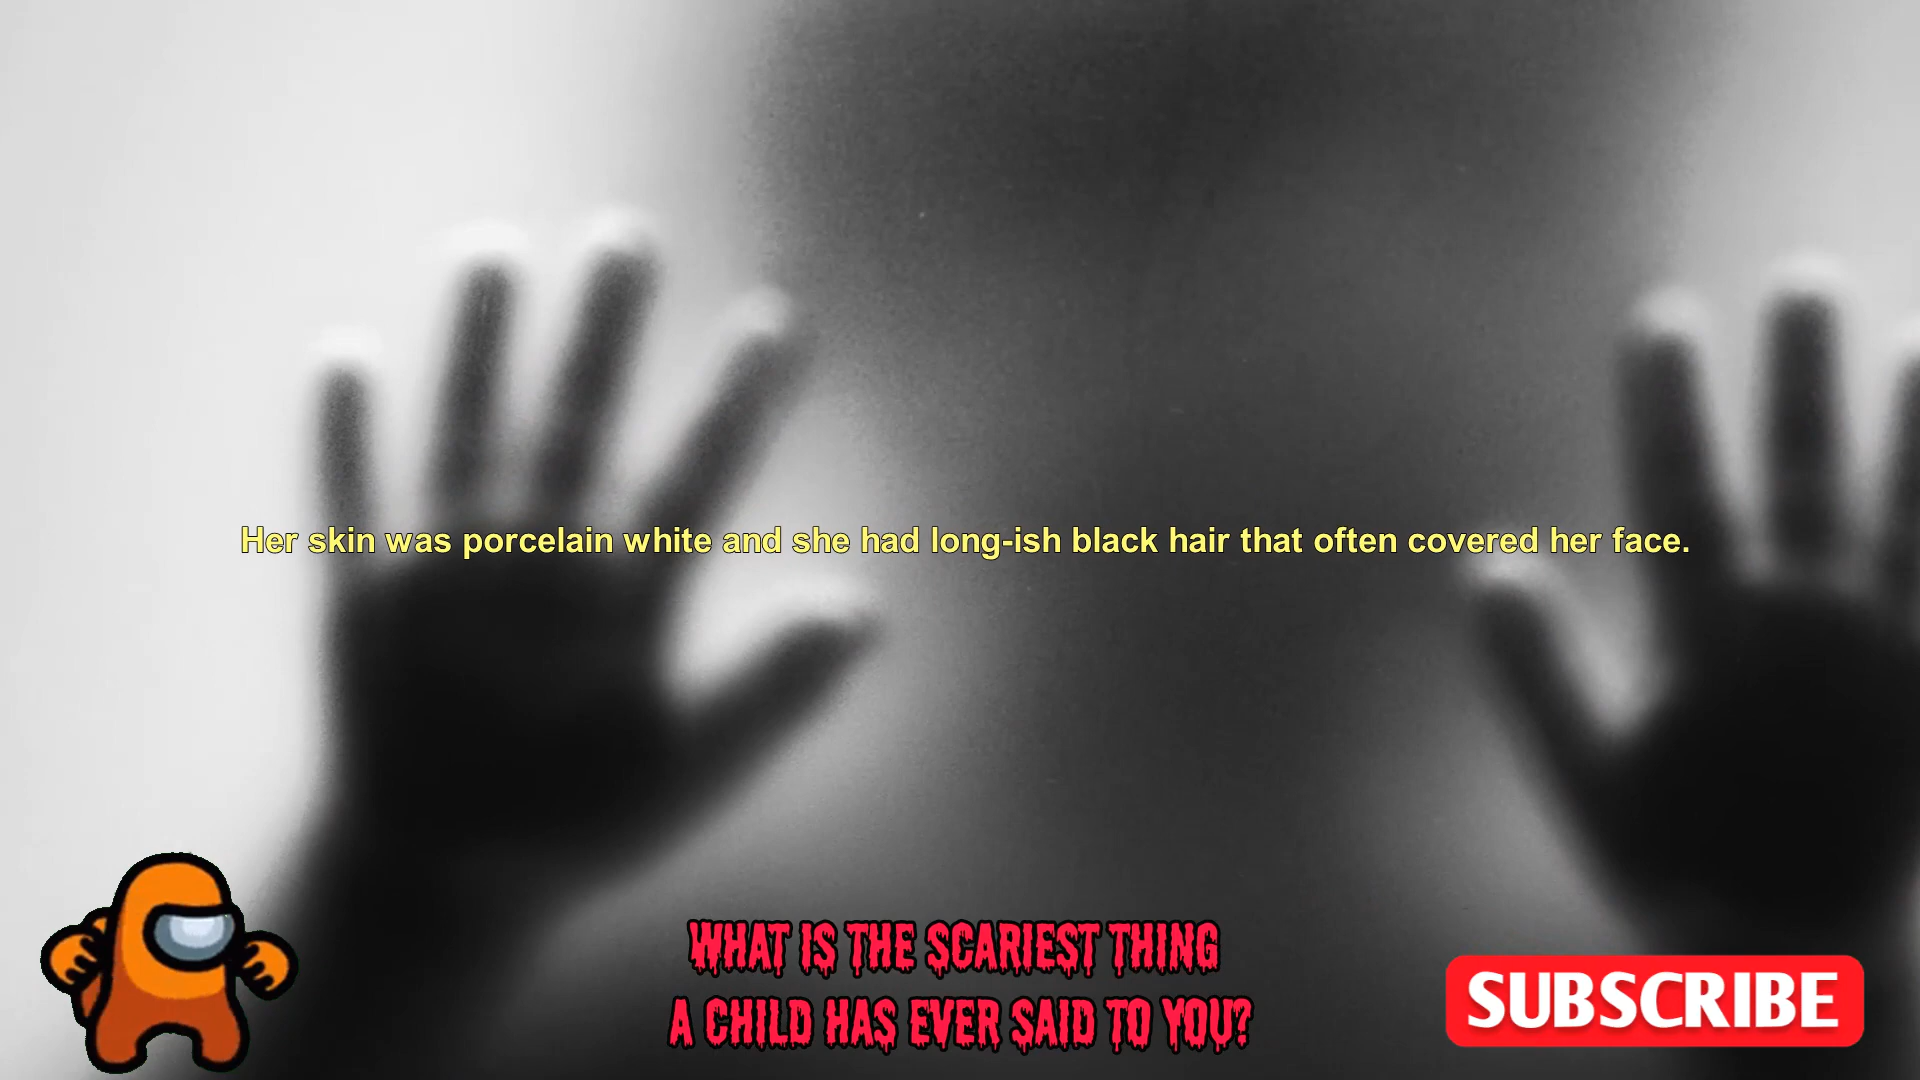 Her skin was porcelain white and she had long-ish black hair that often covered her face.
WHAT IS THE SCARIEST THING
A CHILD HAS EVER SAID TO YOU?
SUBSCRIBE